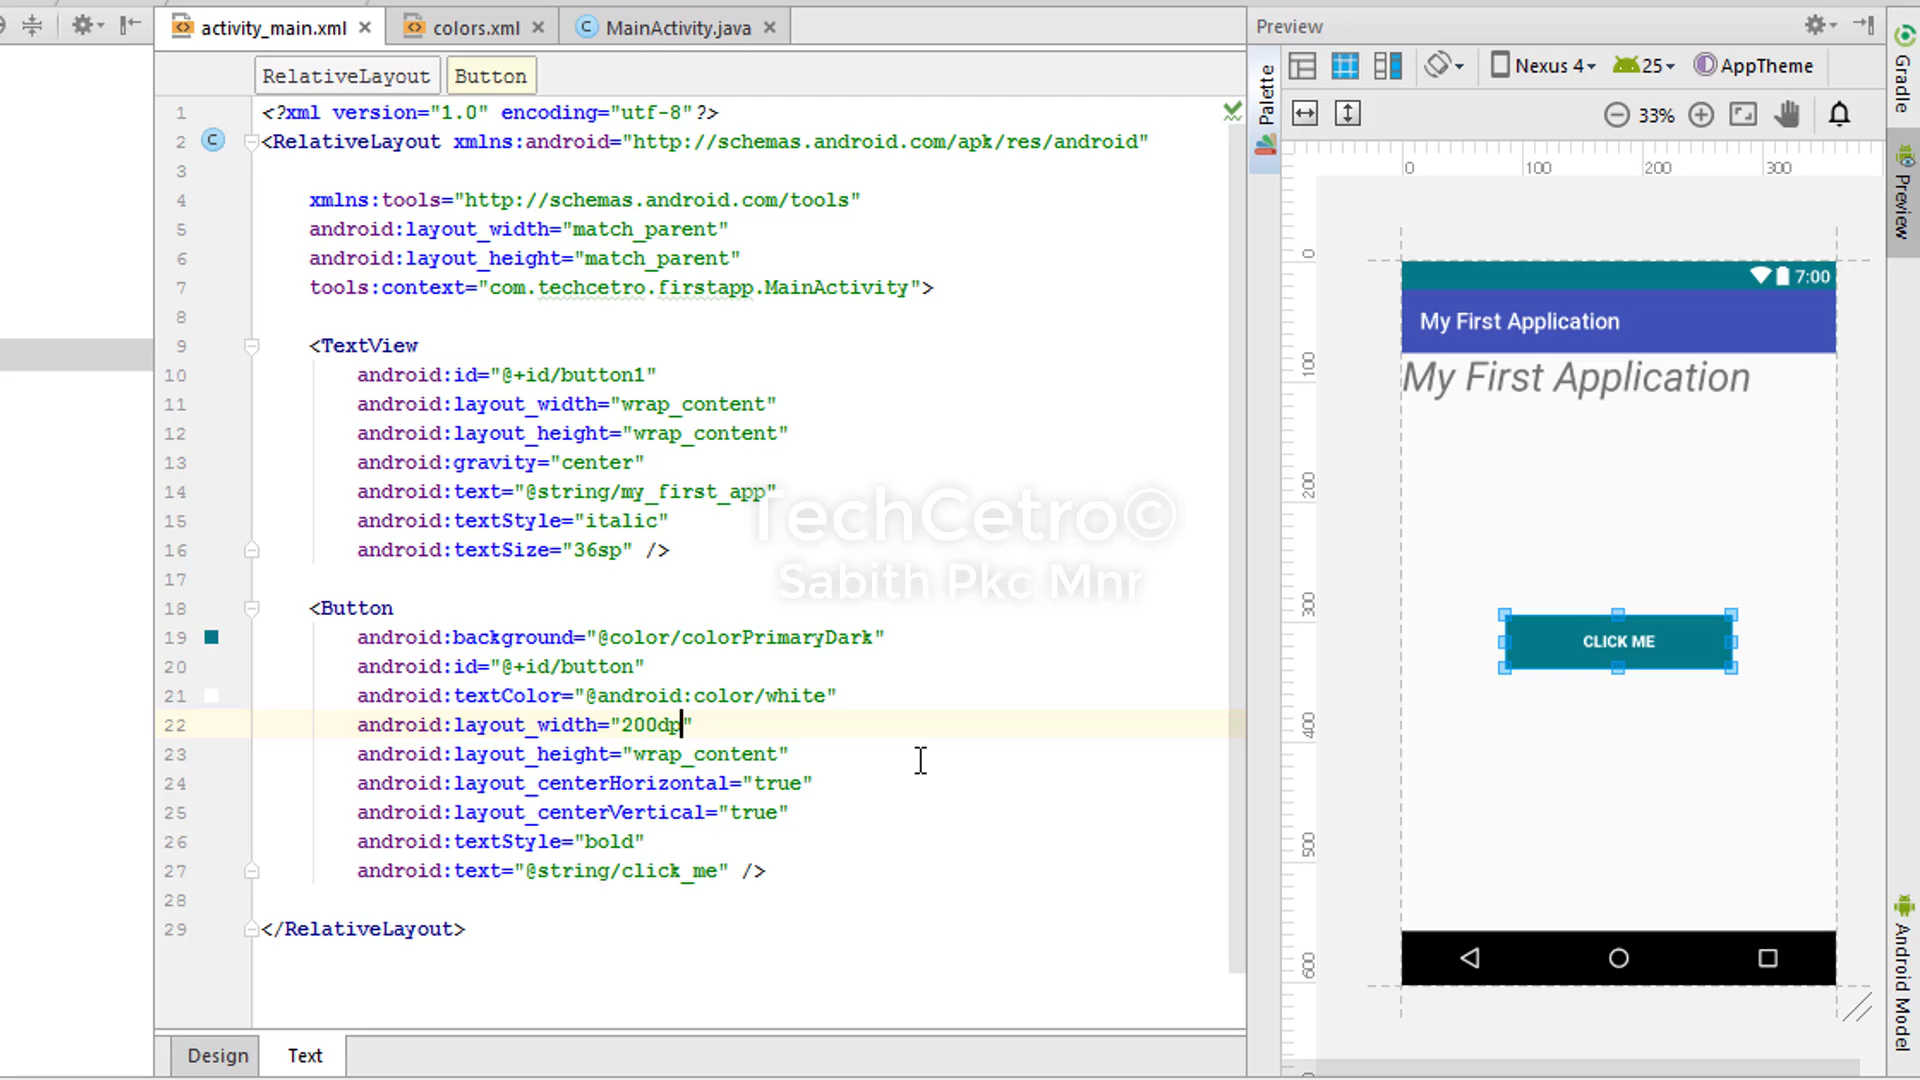 activity_main.xml
colors.xml
MainActivity.java
Preview
RelativeLayout
Button
Palette
Nexus 4
25
AppTheme
33%
Gradle
Preview
Android Model
1 <?xml version="1.0" encoding="utf-8"?>
2 <RelativeLayout xmlns:android="http://schemas.android.com/apk/res/android"
3
4 xmlns:tools="http://schemas.android.com/tools"
5 android:layout_width="match_parent"
6 android:layout_height="match_parent"
7 tools:context="com.techcetro.firstapp.MainActivity">
8
9 <TextView
10 android:id="@+id/button1"
11 android:layout_width="wrap_content"
12 android:layout_height="wrap_content"
13 android:gravity="center"
14 android:text="@string/my_first_app"
15 android:textStyle="italic"
16 android:textSize="36sp" />
17
18 <Button
19 android:background="@color/colorPrimaryDark"
20 android:id="@+id/button"
21 android:textColor="@android:color/white"
22 android:layout_width="200dp"
23 android:layout_height="wrap_content"
24 android:layout_centerHorizontal="true"
25 android:layout_centerVertical="true"
26 android:textStyle="bold"
27 android:text="@string/click_me" />
28
29 </RelativeLayout>
TechCetro©
Sabith Pkc Mnr
0 100 200 300
0
100
200
300
400
500
600
7:00
My First Application
My First Application
CLICK ME
Design
Text